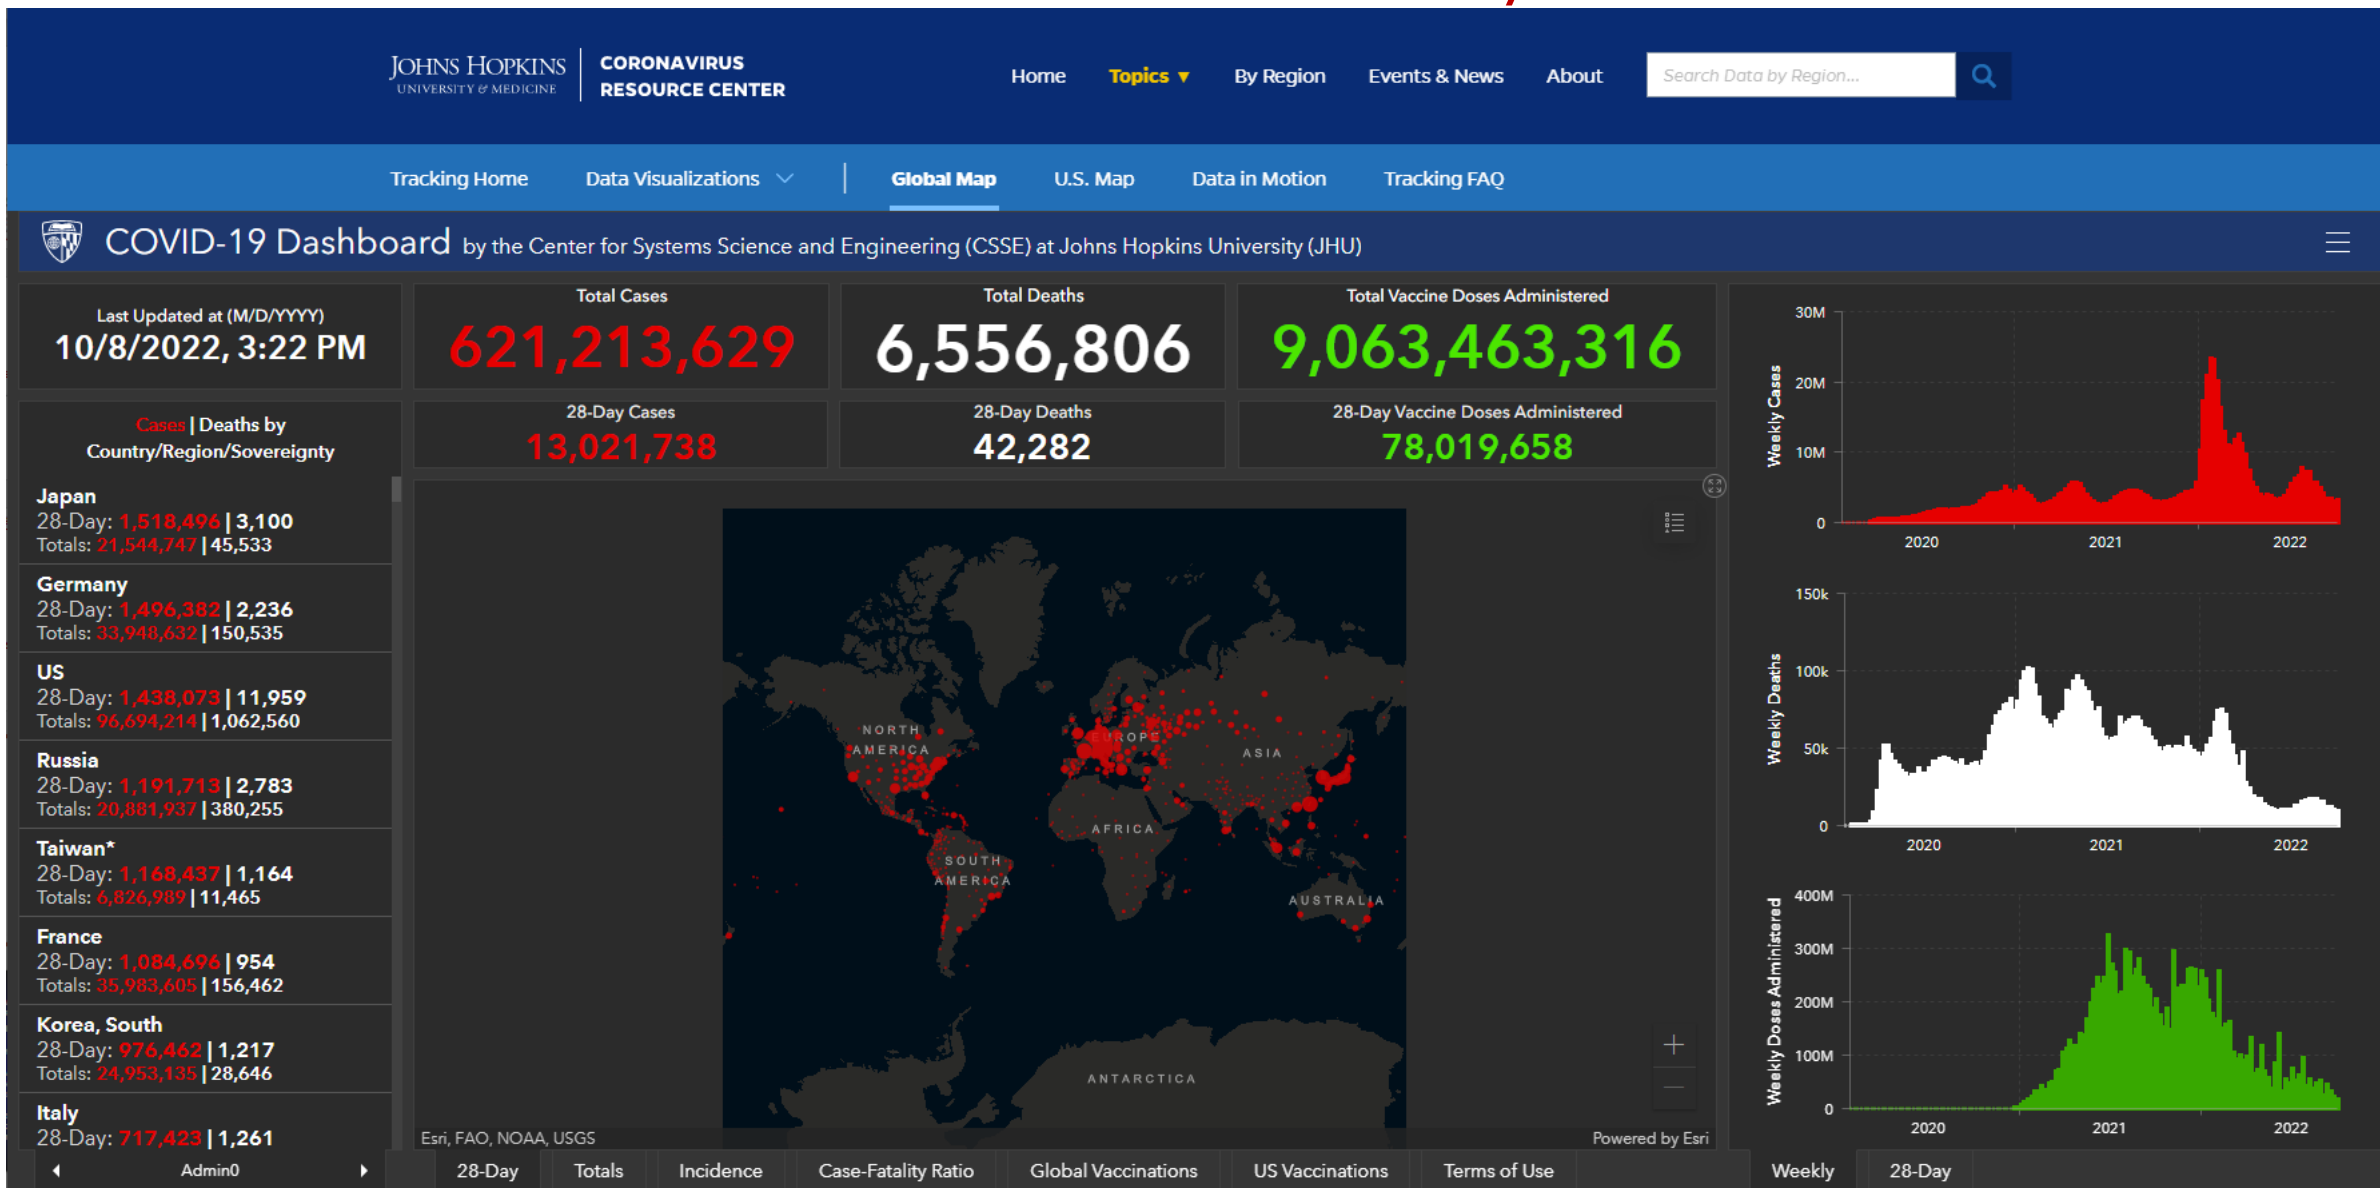 JOHNS HOPKINS
UNIVERSITY & MEDICINE
CORONAVIRUS
RESOURCE CENTER
Home
Topics ▼
By Region
Events & News
About
Search Data by Region...
Tracking Home
Data Visualizations
Global Map
U.S. Map
Data in Motion
Tracking FAQ
COVID-19 Dashboard by the Center for Systems Science and Engineering (CSSE) at Johns Hopkins University (JHU)
Last Updated at (M/D/YYYY)
10/8/2022, 3:22 PM
Total Cases
621,213,629
Total Deaths
6,556,806
Total Vaccine Doses Administered
9,063,463,316
28-Day Cases
13,021,738
28-Day Deaths
42,282
28-Day Vaccine Doses Administered
78,019,658
Cases | Deaths by
Country/Region/Sovereignty
Japan
28-Day: 1,518,496 | 3,100
Totals: 21,544,747 | 45,533
Germany
28-Day: 1,496,382 | 2,236
Totals: 33,948,632 | 150,535
US
28-Day: 1,438,073 | 11,959
Totals: 96,694,214 | 1,062,560
Russia
28-Day: 1,191,713 | 2,783
Totals: 20,881,937 | 380,255
Taiwan*
28-Day: 1,168,437 | 1,164
Totals: 6,826,989 | 11,465
France
28-Day: 1,084,696 | 954
Totals: 35,983,605 | 156,462
Korea, South
28-Day: 976,462 | 1,217
Totals: 24,953,135 | 28,646
Italy
28-Day: 717,423 | 1,261
Admin0
NORTH
AMERICA
EUROPE
ASIA
AFRICA
SOUTH
AMERICA
AUSTRALIA
ANTARCTICA
Esri, FAO, NOAA, USGS
Powered by Esri
28-Day
Totals
Incidence
Case-Fatality Ratio
Global Vaccinations
US Vaccinations
Terms of Use
Weekly Cases
30M
20M
10M
0
2020
2021
2022
Weekly Deaths
150k
100k
50k
0
2020
2021
2022
Weekly Doses Administered
400M
300M
200M
100M
0
2020
2021
2022
Weekly
28-Day